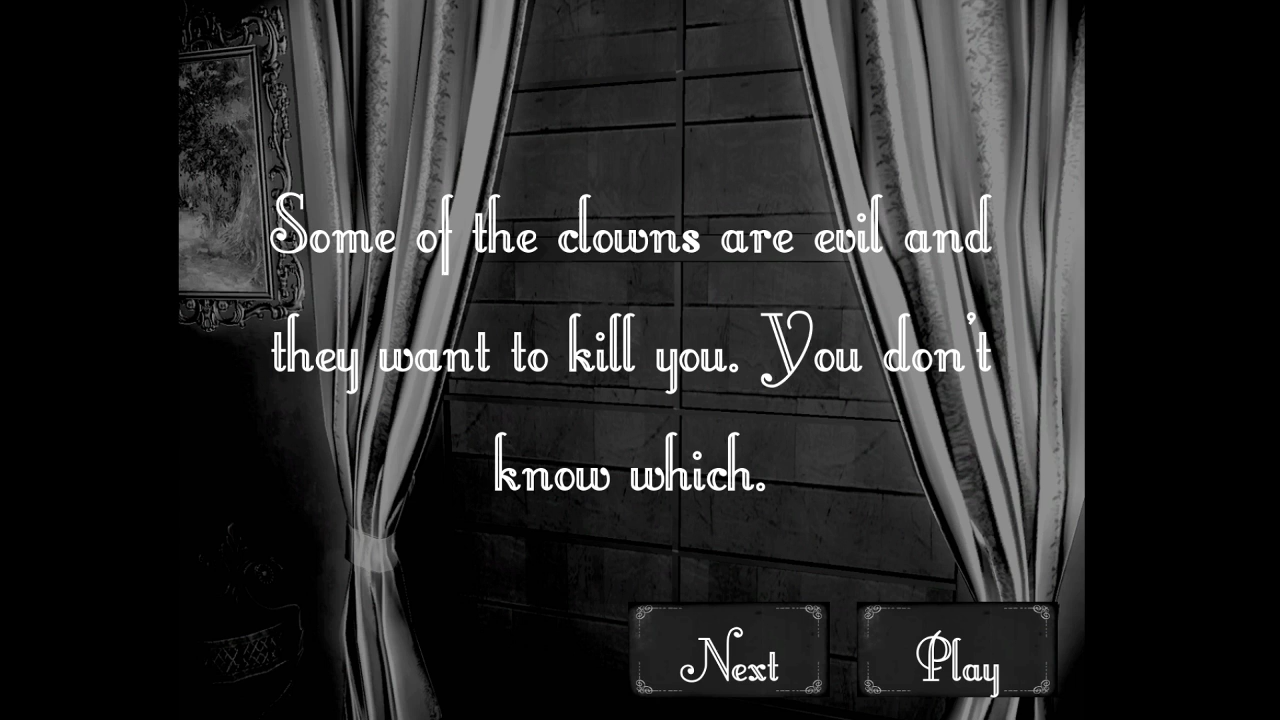 Some of the clowns are evil and
they want to kill you. You don't
know which.
Next
Play